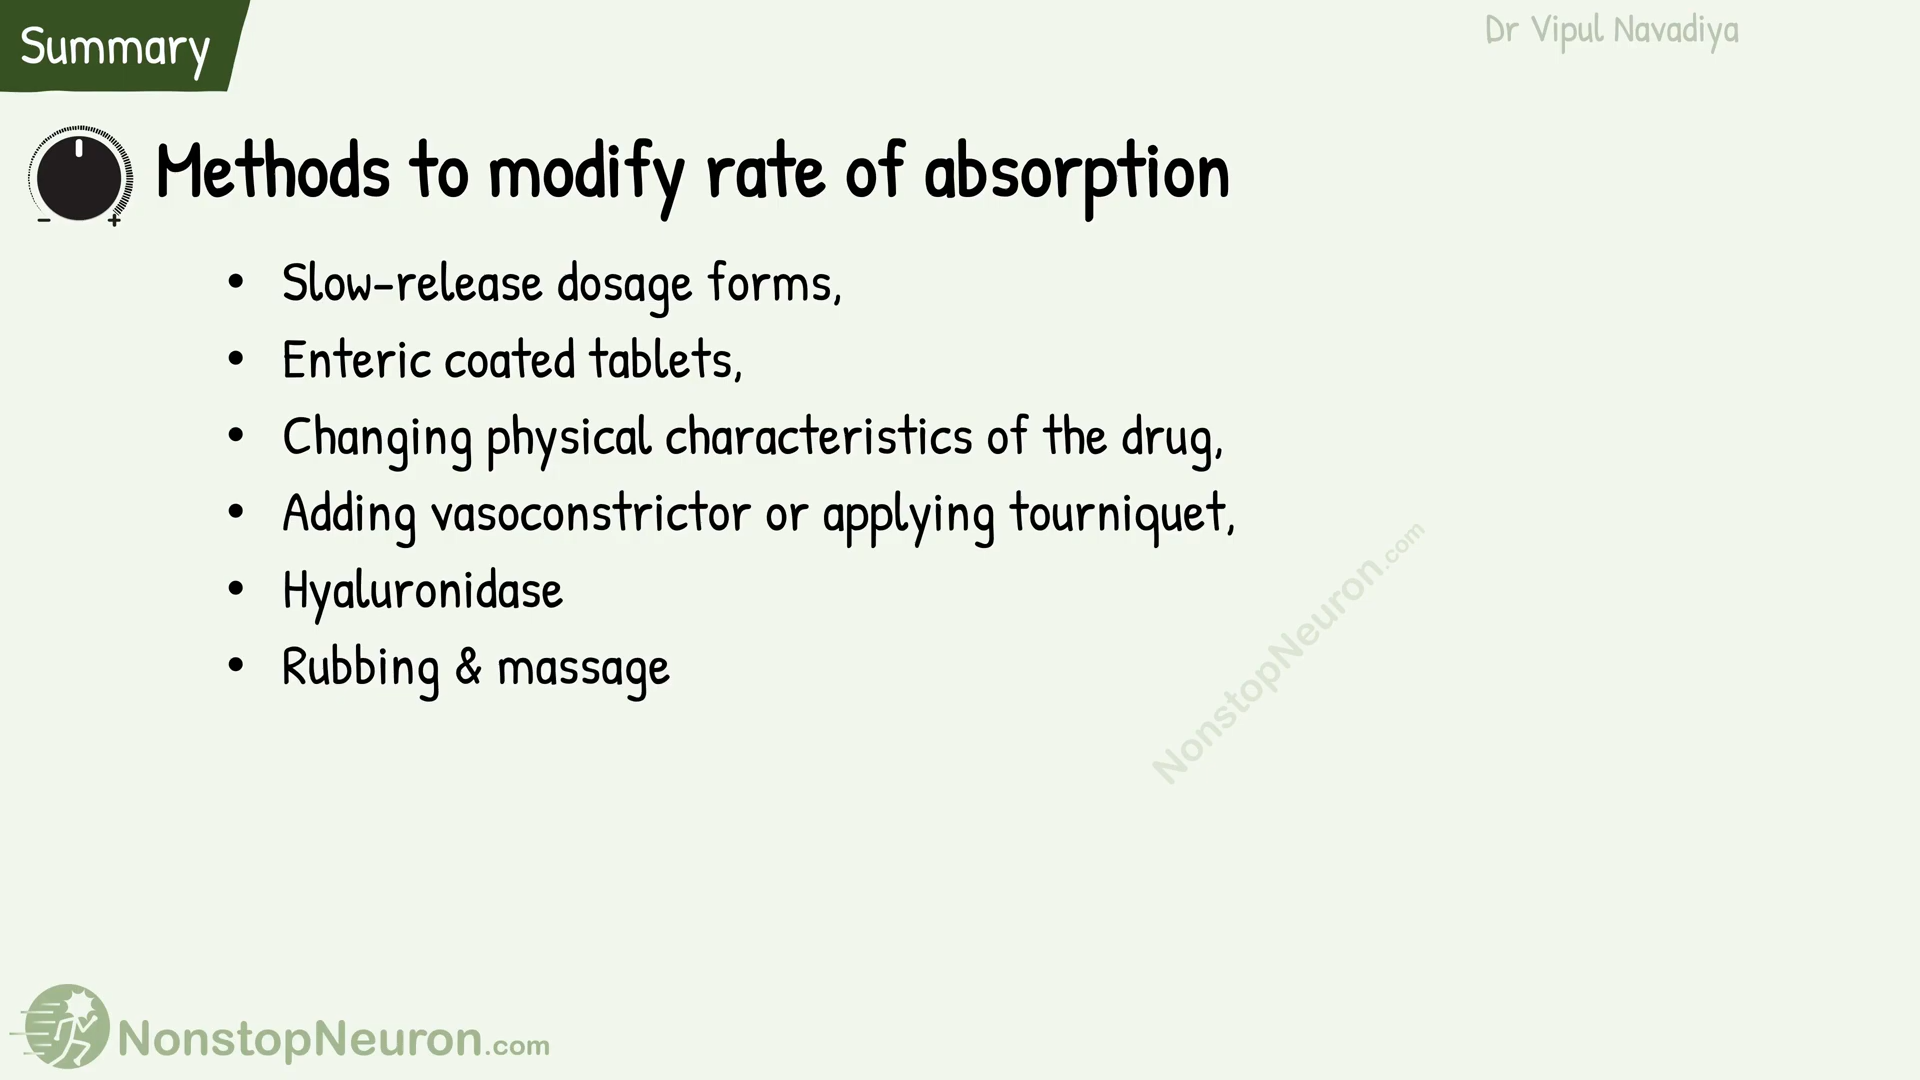 Summary
Dr Vipul Navadiya
Methods to modify rate of absorption
- +
• Slow-release dosage forms,
• Enteric coated tablets,
• Changing physical characteristics of the drug,
• Adding vasoconstrictor or applying tourniquet,
• Hyaluronidase
• Rubbing & massage
NonstopNeuron.com
NonstopNeuron.com